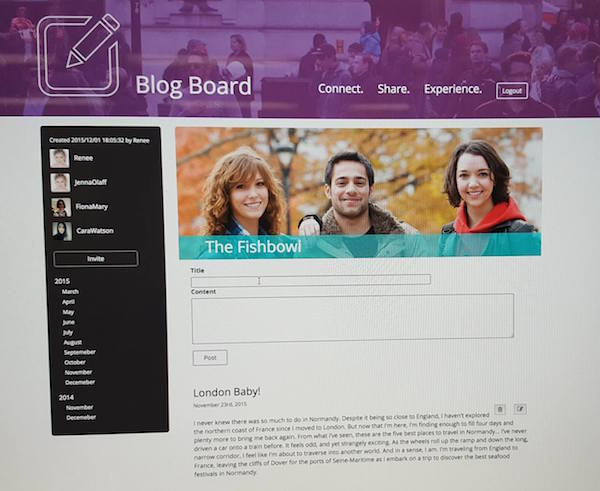 Blog Board
Connect. Share. Experience. Logout
Created 2015/12/01 18:05:32 by Renee
Renee
JennaOlaff
FionaMary
CaraWatson
Invite
2015
March
April
May
June
July
August
Septemeber
October
November
Decemeber
2014
November
Decemeber
The Fishbowl
Title
Content
Post
London Baby!
November 23rd, 2015
I never knew there was so much to do in Normandy. Despite it being so close to England, I haven't explored
the northern coast of France since I moved to London. But now that I'm here, I'm finding enough to fill four days and
plenty more to bring me back again. From what I've seen, these are the five best places to travel in Normandy... I've never
driven a car onto a train before. It feels odd, and yet strangely exciting. As the wheels roll up the ramp and down the long,
narrow corridor, I feel like I'm about to traverse into another world. And in a sense, I am. I'm traveling from England to
France, leaving the cliffs of Dover for the ports of Seine-Maritime as I embark on a trip to discover the best seafood
festivals in Normandy.